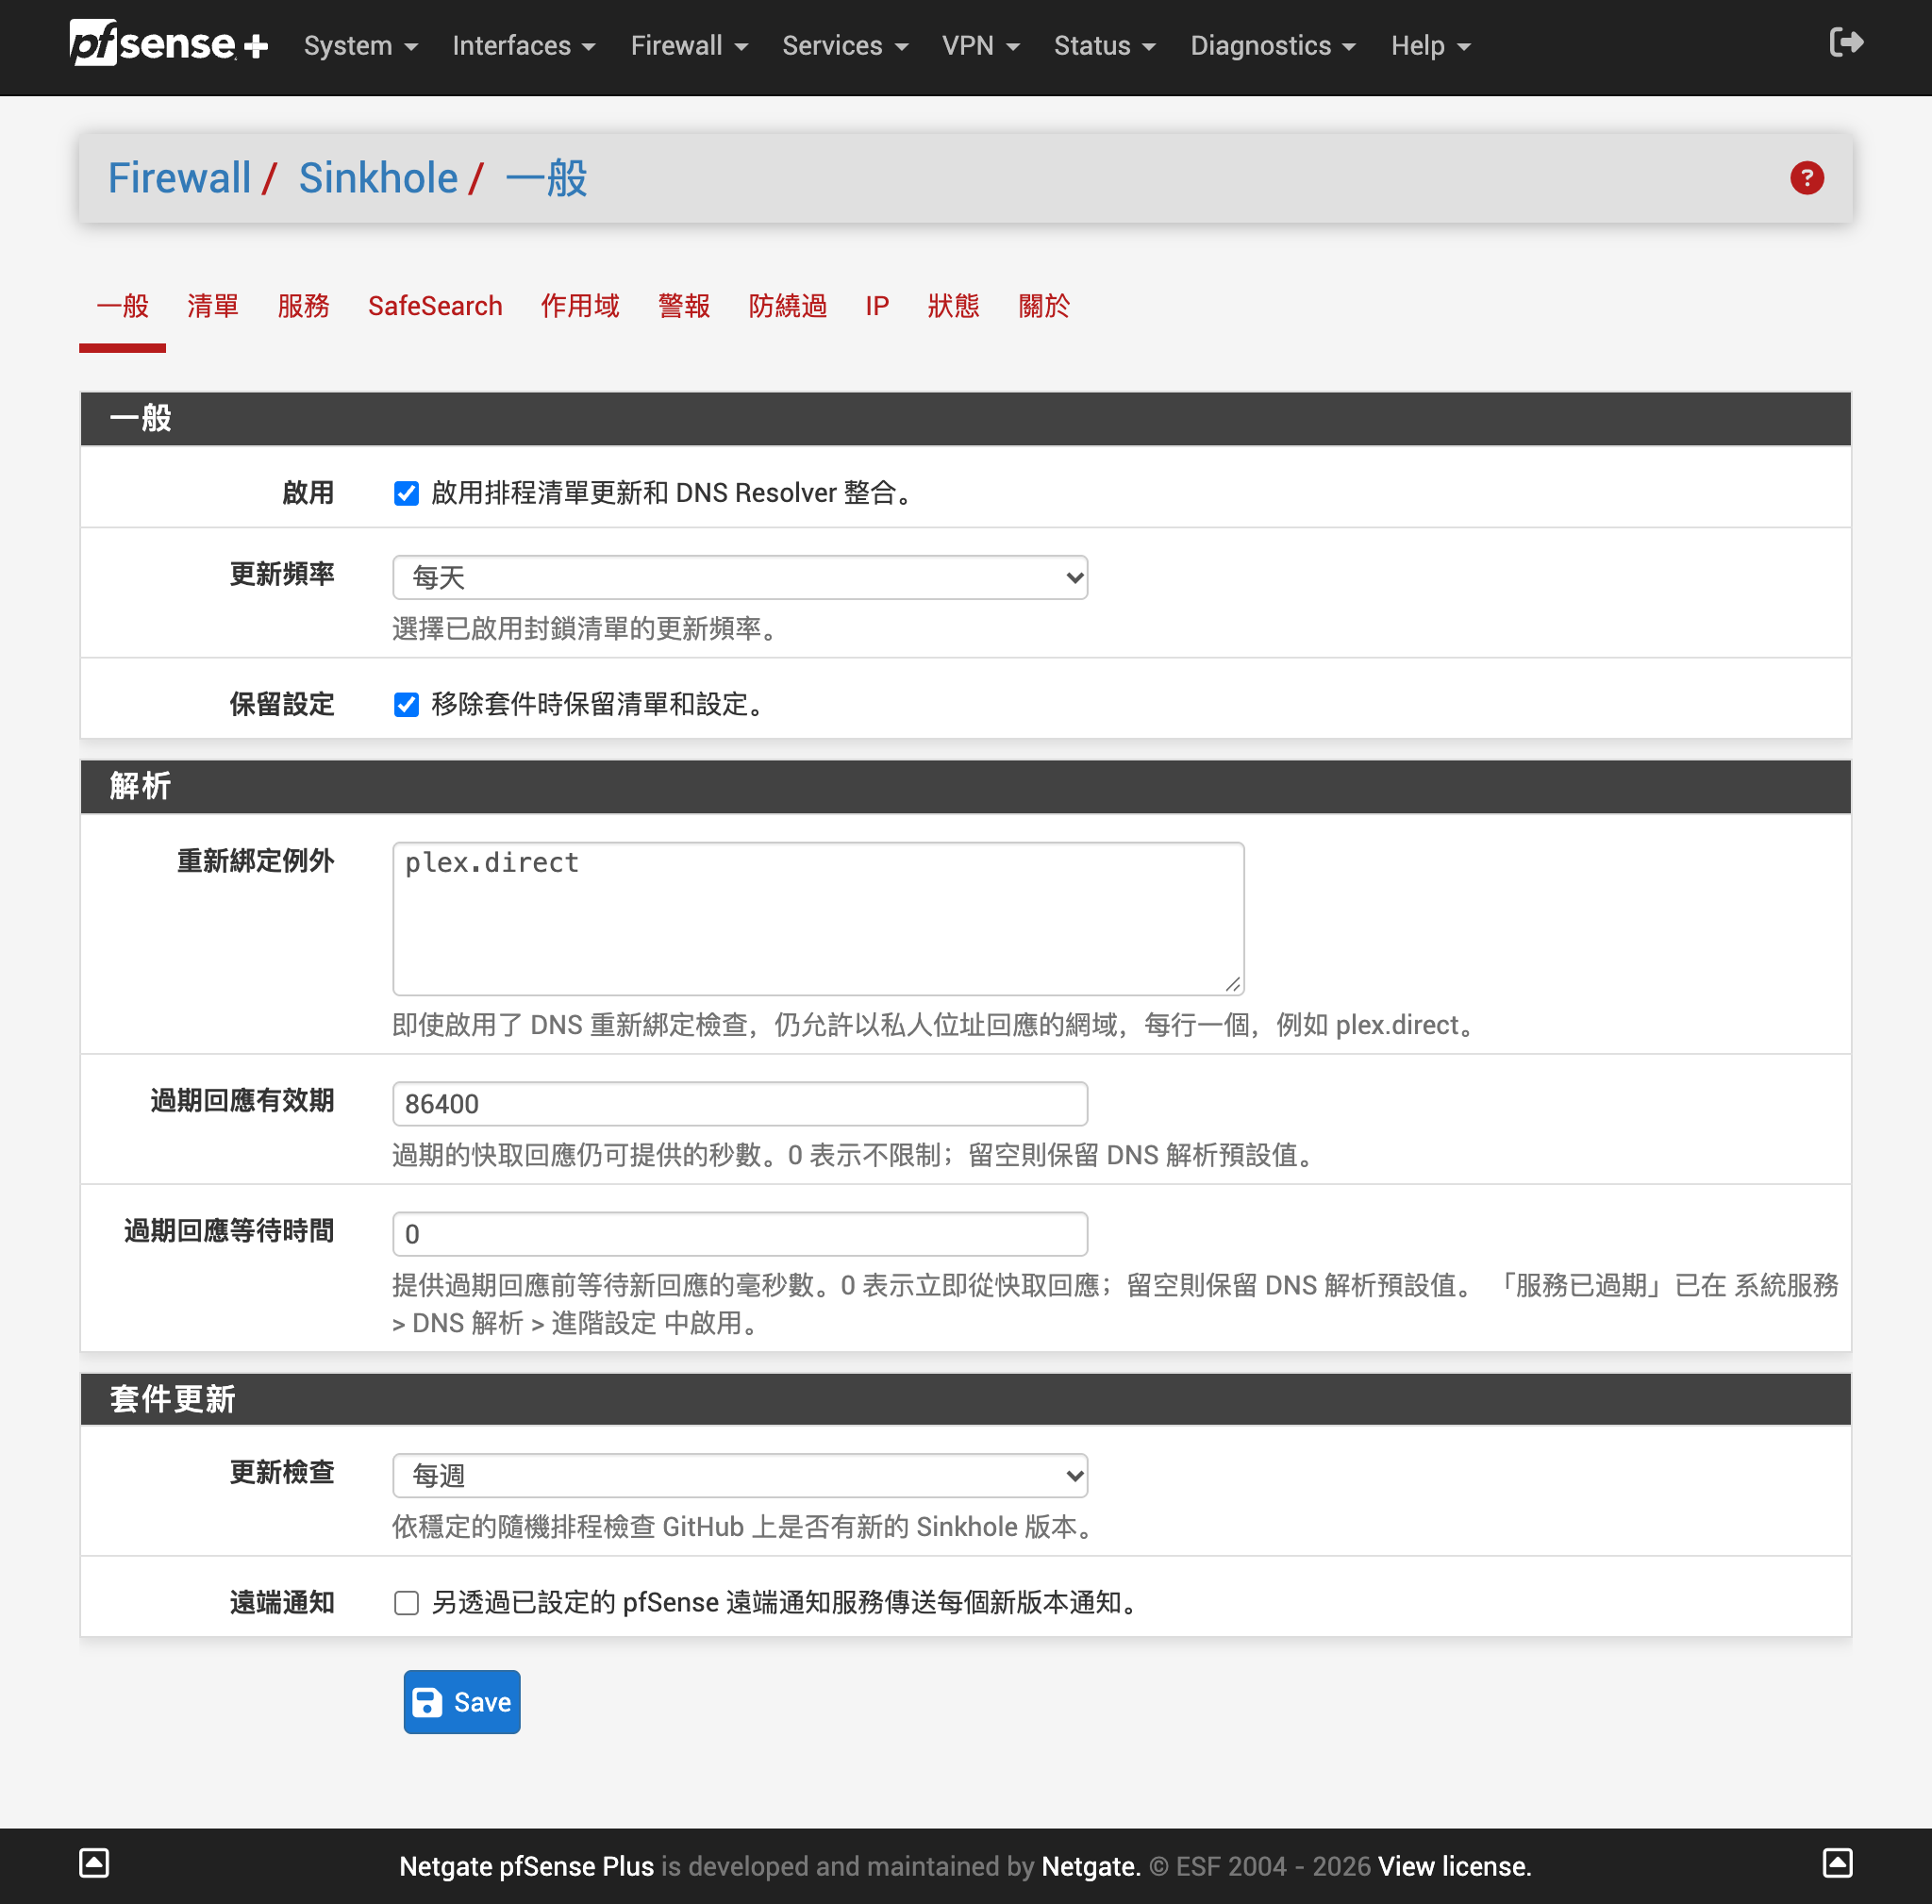 pfsense +
System Interfaces Firewall Services VPN Status Diagnostics Help
Firewall / Sinkhole / 一般
?
一般 清單 服務 SafeSearch 作用域 警報 防繞過 IP 狀態 關於
一般
啟用 啟用排程清單更新和 DNS Resolver 整合。
更新頻率 每天
選擇已啟用封鎖清單的更新頻率。
保留設定 移除套件時保留清單和設定。
解析
重新綁定例外 plex.direct
即使啟用了 DNS 重新綁定檢查，仍允許以私人位址回應的網域，每行一個，例如 plex.direct。
過期回應有效期 86400
過期的快取回應仍可提供的秒數。0 表示不限制；留空則保留 DNS 解析預設值。
過期回應等待時間 0
提供過期回應前等待新回應的毫秒數。0 表示立即從快取回應；留空則保留 DNS 解析預設值。 「服務已過期」已在 系統服務
> DNS 解析 > 進階設定 中啟用。
套件更新
更新檢查 每週
依穩定的隨機排程檢查 GitHub 上是否有新的 Sinkhole 版本。
遠端通知 另透過已設定的 pfSense 遠端通知服務傳送每個新版本通知。
Save
Netgate pfSense Plus is developed and maintained by Netgate. © ESF 2004 - 2026 View license.